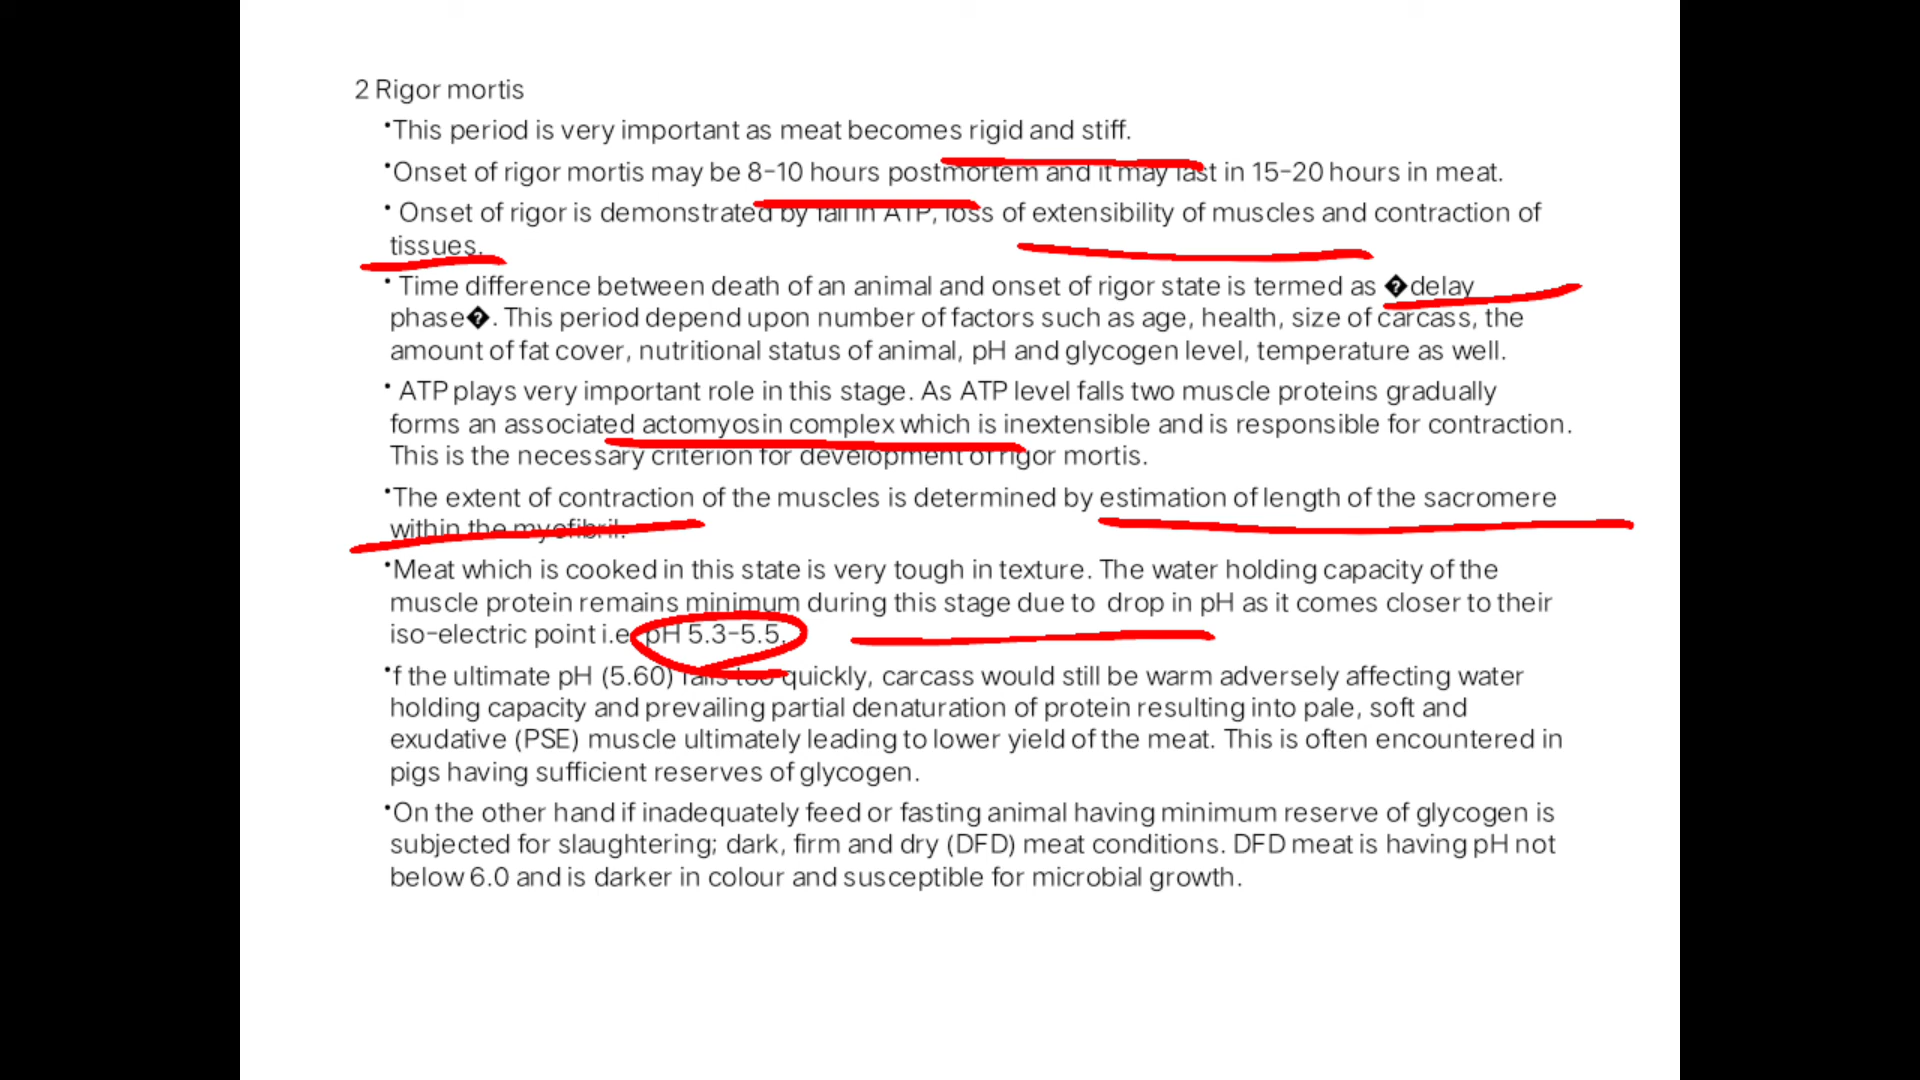 2 Rigor mortis
•This period is very important as meat becomes rigid and stiff.
•Onset of rigor mortis may be 8-10 hours postmortem and it may last in 15-20 hours in meat.
• Onset of rigor is demonstrated by fall in ATP, loss of extensibility of muscles and contraction of
tissues.
• Time difference between death of an animal and onset of rigor state is termed as �delay
phase�. This period depend upon number of factors such as age, health, size of carcass, the
amount of fat cover, nutritional status of animal, pH and glycogen level, temperature as well.
• ATP plays very important role in this stage. As ATP level falls two muscle proteins gradually
forms an associated actomyosin complex which is inextensible and is responsible for contraction.
This is the necessary criterion for development of rigor mortis.
•The extent of contraction of the muscles is determined by estimation of length of the sacromere
within the myofibril.
•Meat which is cooked in this state is very tough in texture. The water holding capacity of the
muscle protein remains minimum during this stage due to drop in pH as it comes closer to their
iso-electric point i.e. pH 5.3-5.5.
•f the ultimate pH (5.60) falls too quickly, carcass would still be warm adversely affecting water
holding capacity and prevailing partial denaturation of protein resulting into pale, soft and
exudative (PSE) muscle ultimately leading to lower yield of the meat. This is often encountered in
pigs having sufficient reserves of glycogen.
•On the other hand if inadequately feed or fasting animal having minimum reserve of glycogen is
subjected for slaughtering; dark, firm and dry (DFD) meat conditions. DFD meat is having pH not
below 6.0 and is darker in colour and susceptible for microbial growth.